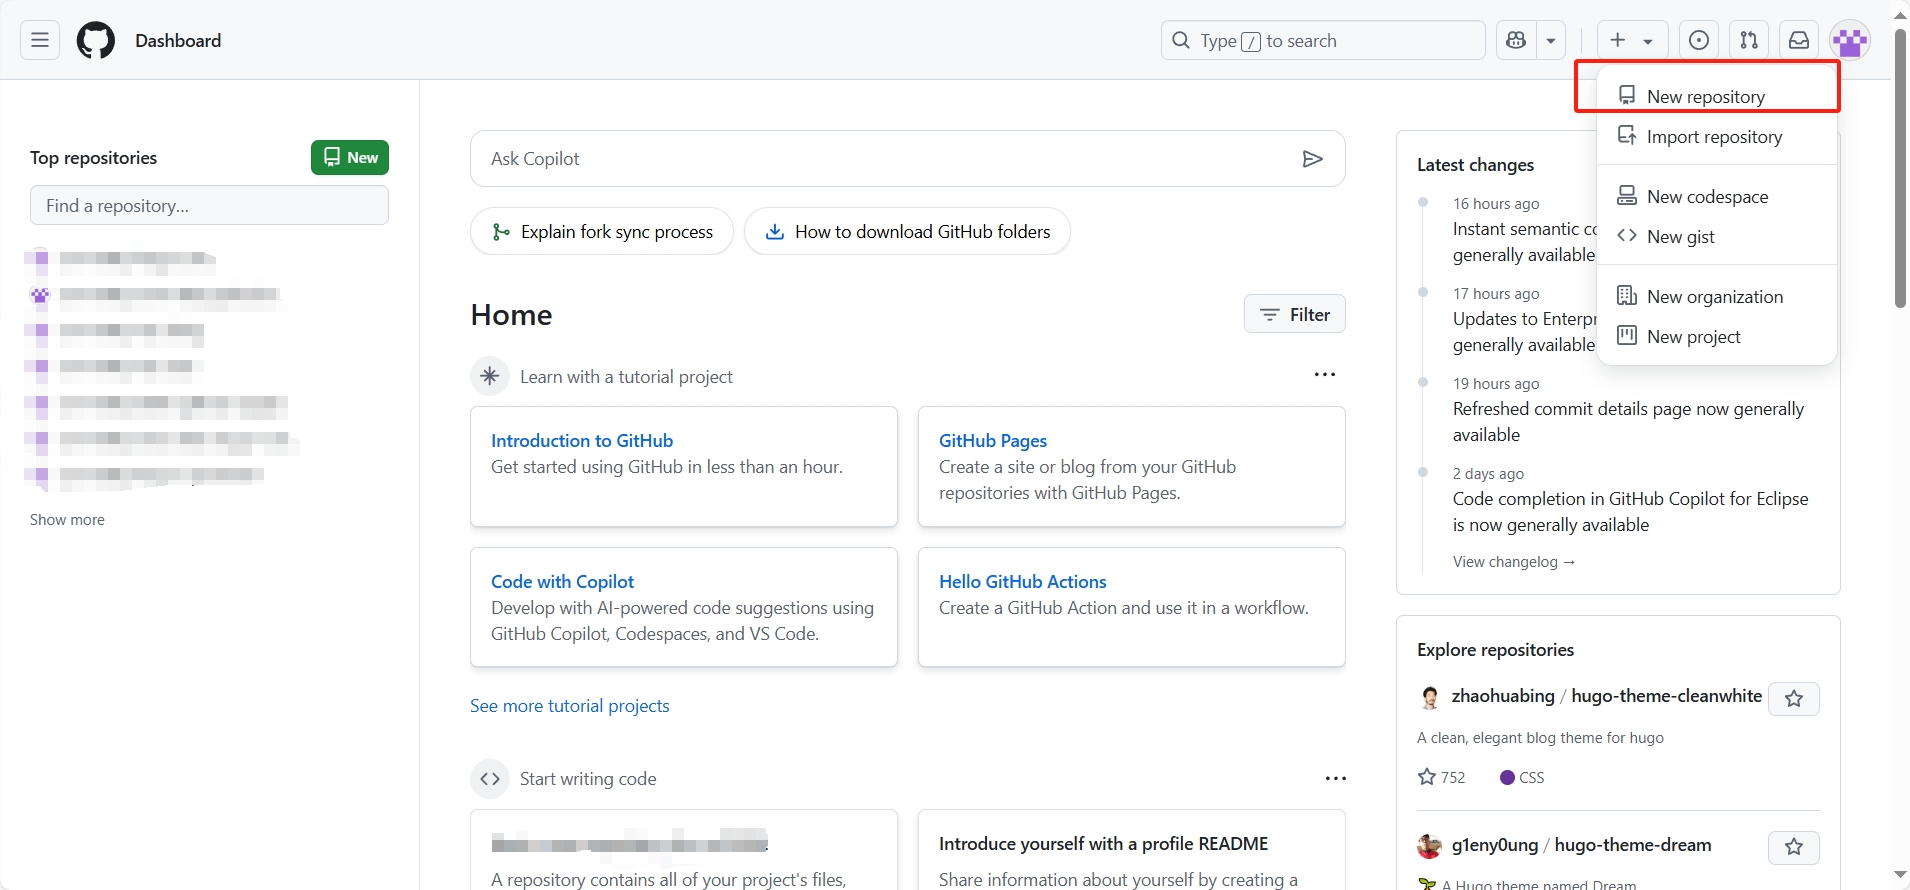 Dashboard
Type / to search
New repository
Import repository
New codespace
New gist
New organization
New project
Top repositories
New
Find a repository...
Show more
Ask Copilot
Explain fork sync process
How to download GitHub folders
Home
Filter
Learn with a tutorial project
Introduction to GitHub
Get started using GitHub in less than an hour.
GitHub Pages
Create a site or blog from your GitHub
repositories with GitHub Pages.
Code with Copilot
Develop with AI-powered code suggestions using
GitHub Copilot, Codespaces, and VS Code.
Hello GitHub Actions
Create a GitHub Action and use it in a workflow.
See more tutorial projects
Start writing code
A repository contains all of your project's files,
Introduce yourself with a profile README
Share information about yourself by creating a
Latest changes
16 hours ago
Instant semantic
generally available
17 hours ago
Updates to
generally available
19 hours ago
Refreshed commit details page now generally
available
2 days ago
Code completion in GitHub Copilot for Eclipse
is now generally available
View changelog →
Explore repositories
zhaohuabing / hugo-theme-cleanwhite
A clean, elegant blog theme for hugo
752
CSS
g1eny0ung / hugo-theme-dream
A Hugo theme named Dream